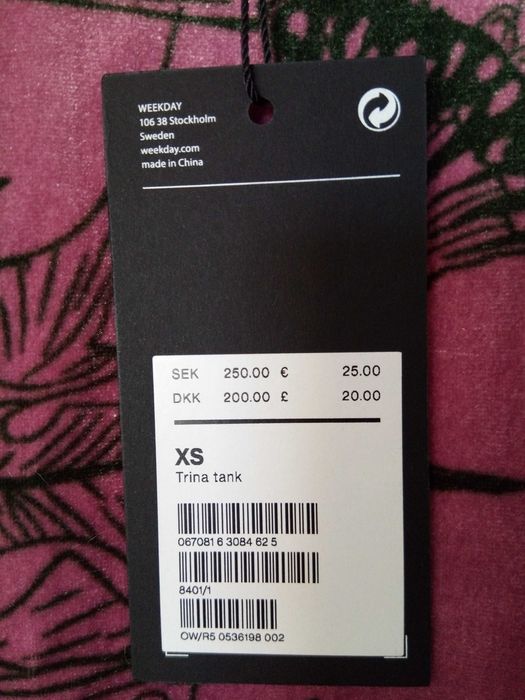 WEEKDAY
106 38 Stockholm
Sweden
weekday.com
made in China
SEK 250.00 € 25.00
DKK 200.00 £ 20.00
XS
Trina tank
067081 6 3084 62 5
8401/1
OW/R5 0536198 002